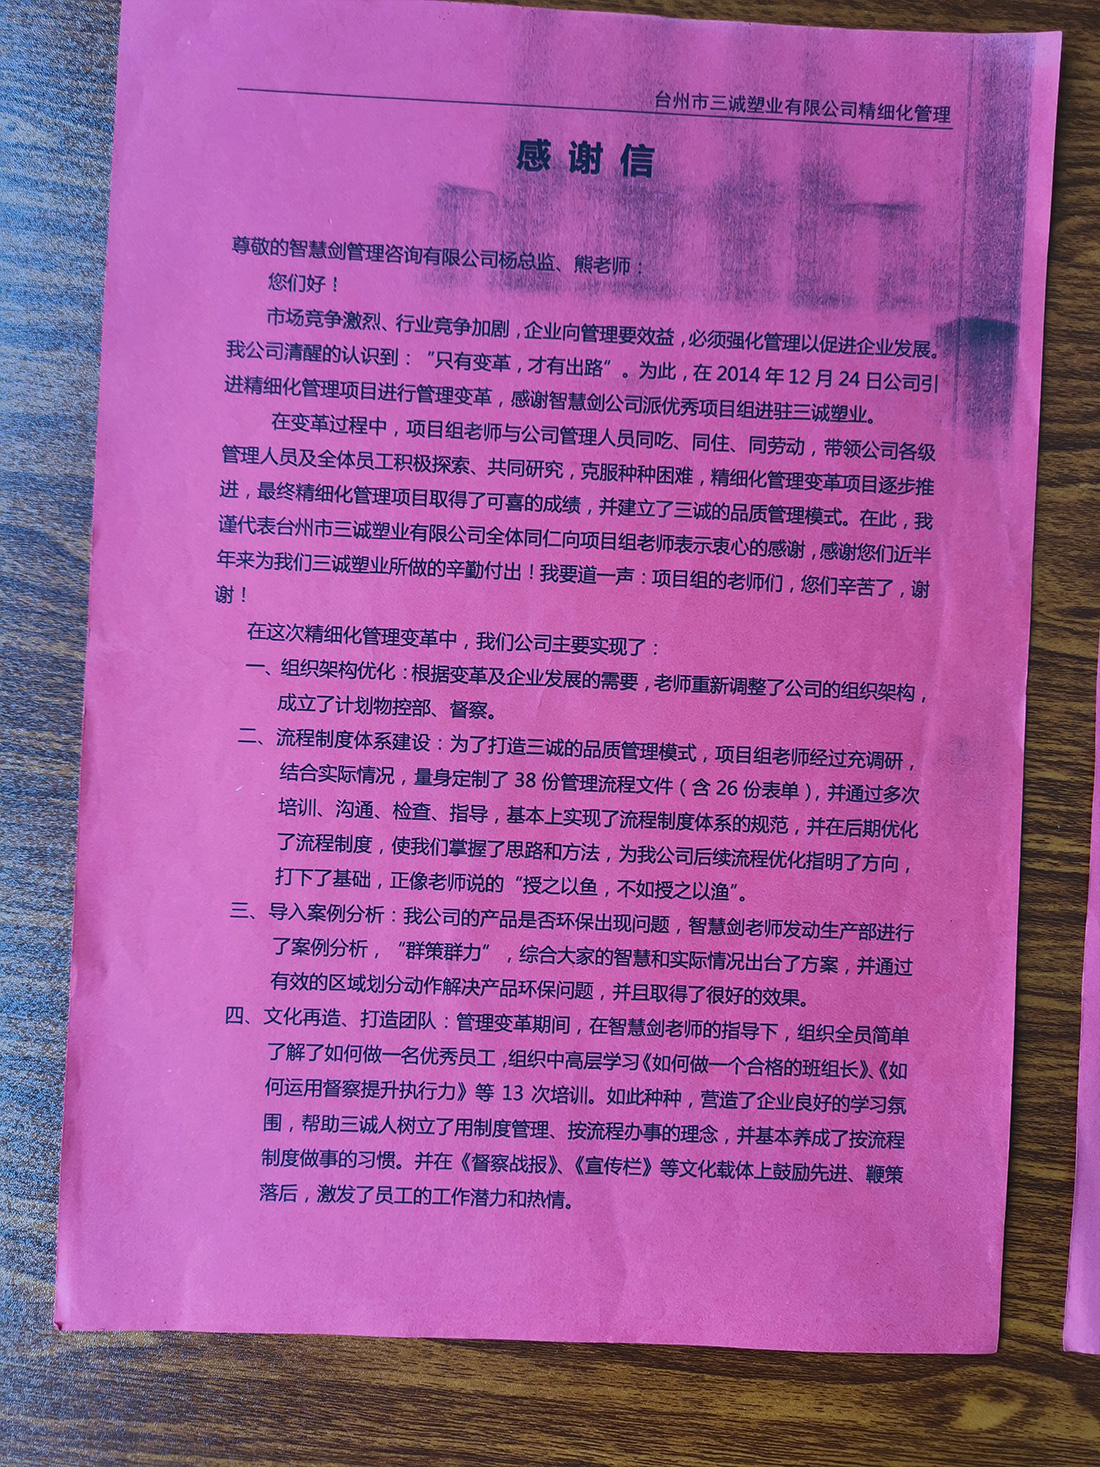 台州市三诚塑业有限公司精细化管理
感谢信
尊敬的智慧剑管理咨询有限公司杨总监、熊老师：
您们好！
市场竞争激烈、行业竞争加剧，企业向管理要效益，必须强化管理以促进企业发展。
我公司清醒的认识到：“只有变革，才有出路”。为此，在2014年12月24日公司引
进精细化管理项目进行管理变革，感谢智慧剑公司派优秀项目组进驻三诚塑业。
在变革过程中，项目组老师与公司管理人员同吃、同住、同劳动，带领公司各级
管理人员及全体员工积极探索、共同研究，克服种种困难，精细化管理变革项目逐步推
进，最终精细化管理项目取得了可喜的成绩，并建立了三诚的品质管理模式。在此，我
谨代表台州市三诚塑业有限公司全体同仁向项目组老师表示衷心的感谢，感谢您们近半
年来为我们三诚塑业所做的辛勤付出！我要道一声：项目组的老师们，您们辛苦了，谢
谢！
在这次精细化管理变革中，我们公司主要实现了：
一、组织架构优化：根据变革及企业发展的需要，老师重新调整了公司的组织架构，
成立了计划物控部、督察。
二、流程制度体系建设：为了打造三诚的品质管理模式，项目组老师经过充调研，
结合实际情况，量身定制了38份管理流程文件（含26份表单），并通过多次
培训、沟通、检查、指导，基本上实现了流程制度体系的规范，并在后期优化
了流程制度，使我们掌握了思路和方法，为我公司后续流程优化指明了方向，
打下了基础，正像老师说的“授之以鱼，不如授之以渔”。
三、导入案例分析：我公司的产品是否环保出现问题，智慧剑老师发动生产部进行
了案例分析，“群策群力”，综合大家的智慧和实际情况出台了方案，并通过
有效的区域划分动作解决产品环保问题，并且取得了很好的效果。
四、文化再造、打造团队：管理变革期间，在智慧剑老师的指导下，组织全员简单
了解了如何做一名优秀员工，组织中高层学习《如何做一个合格的班组长》、《如
何运用督察提升执行力》等 13 次培训。如此种种，营造了企业良好的学习氛
围，帮助三诚人树立了用制度管理、按流程办事的理念，并基本养成了按流程
制度做事的习惯。并在《督察战报》、《宣传栏》等文化载体上鼓励先进、鞭策
落后，激发了员工的工作潜力和热情。